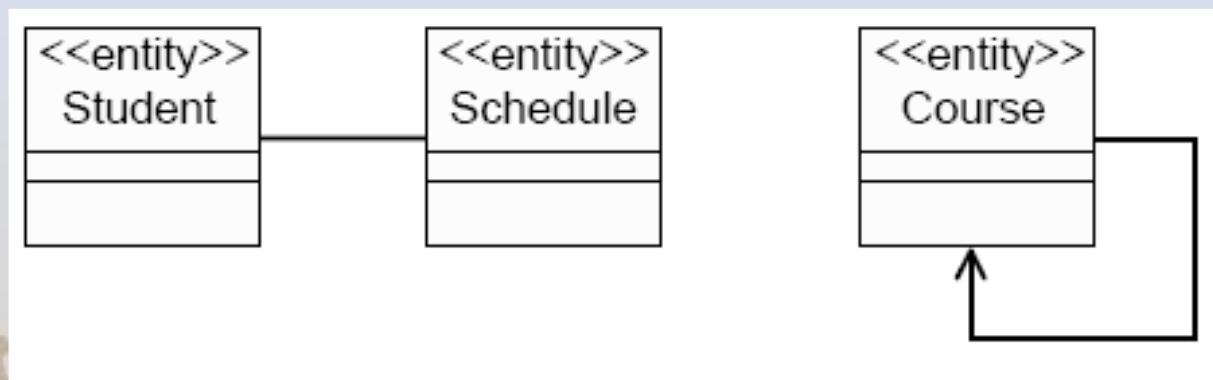 <<entity>>
Student
<<entity>>
Schedule
<<entity>>
Course